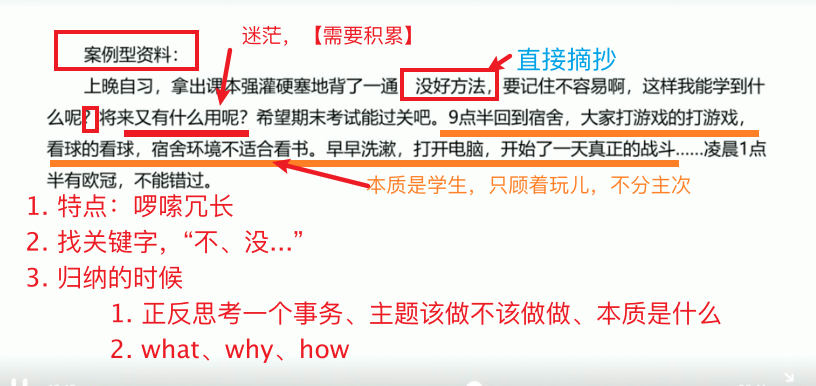 迷茫，【需要积累】
案例型资料：
直接摘抄
上晚自习，拿出课本强灌硬塞地背了一通，没好方法，要记住不容易啊，这样我能学到什
么呢？将来又有什么用呢？希望期末考试能过关吧。9点半回到宿舍，大家打游戏的打游戏，
看球的看球，宿舍环境不适合看书。早早洗漱，打开电脑，开始了一天真正的战斗……凌晨1点
半有欧冠，不能错过。
本质是学生，只顾着玩儿，不分主次
1. 特点：啰嗦冗长
2. 找关键字，“不、没...”
3. 归纳的时候
1. 正反思考一个事务、主题该做不该做做、本质是什么
2. what、why、how